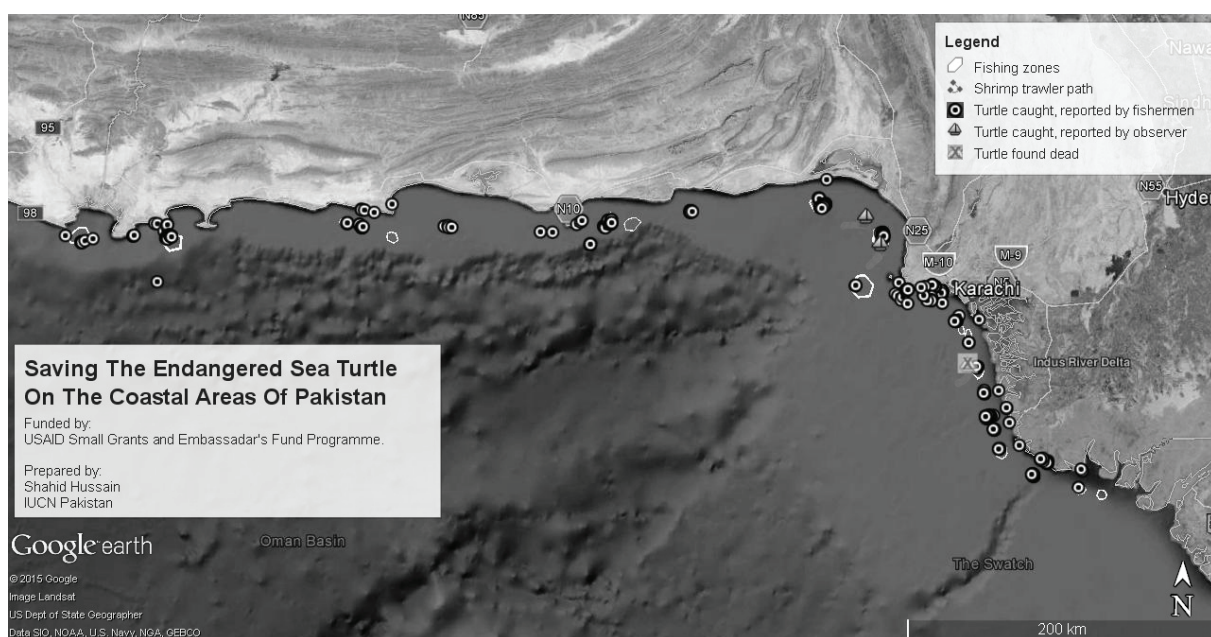 N85
Nawa
Sindh
Legend
Fishing zones
Shrimp trawler path
Turtle caught, reported by fishermen
Turtle caught, reported by observer
Turtle found dead
95
98
N10
N55
Hyder
N25
M-10
M-9
Karachi
Indus River Delta
Saving The Endangered Sea Turtle
On The Coastal Areas Of Pakistan
Funded by:
USAID Small Grants and Embassadar's Fund Programme.
Prepared by:
Shahid Hussain
IUCN Pakistan
Google earth
Oman Basin
The Swatch
© 2015 Google
Image Landsat
US Dept of State Geographer
Data SIO, NOAA, U.S. Navy, NGA, GEBCO
N
200 km